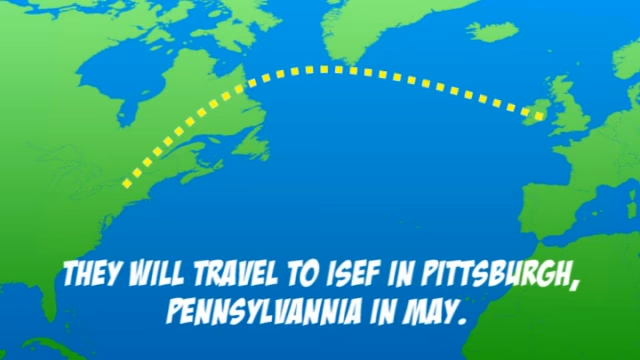 THEY WILL TRAVEL TO ISEF IN PITTSBURGH,
PENNSYLVANNIA IN MAY.